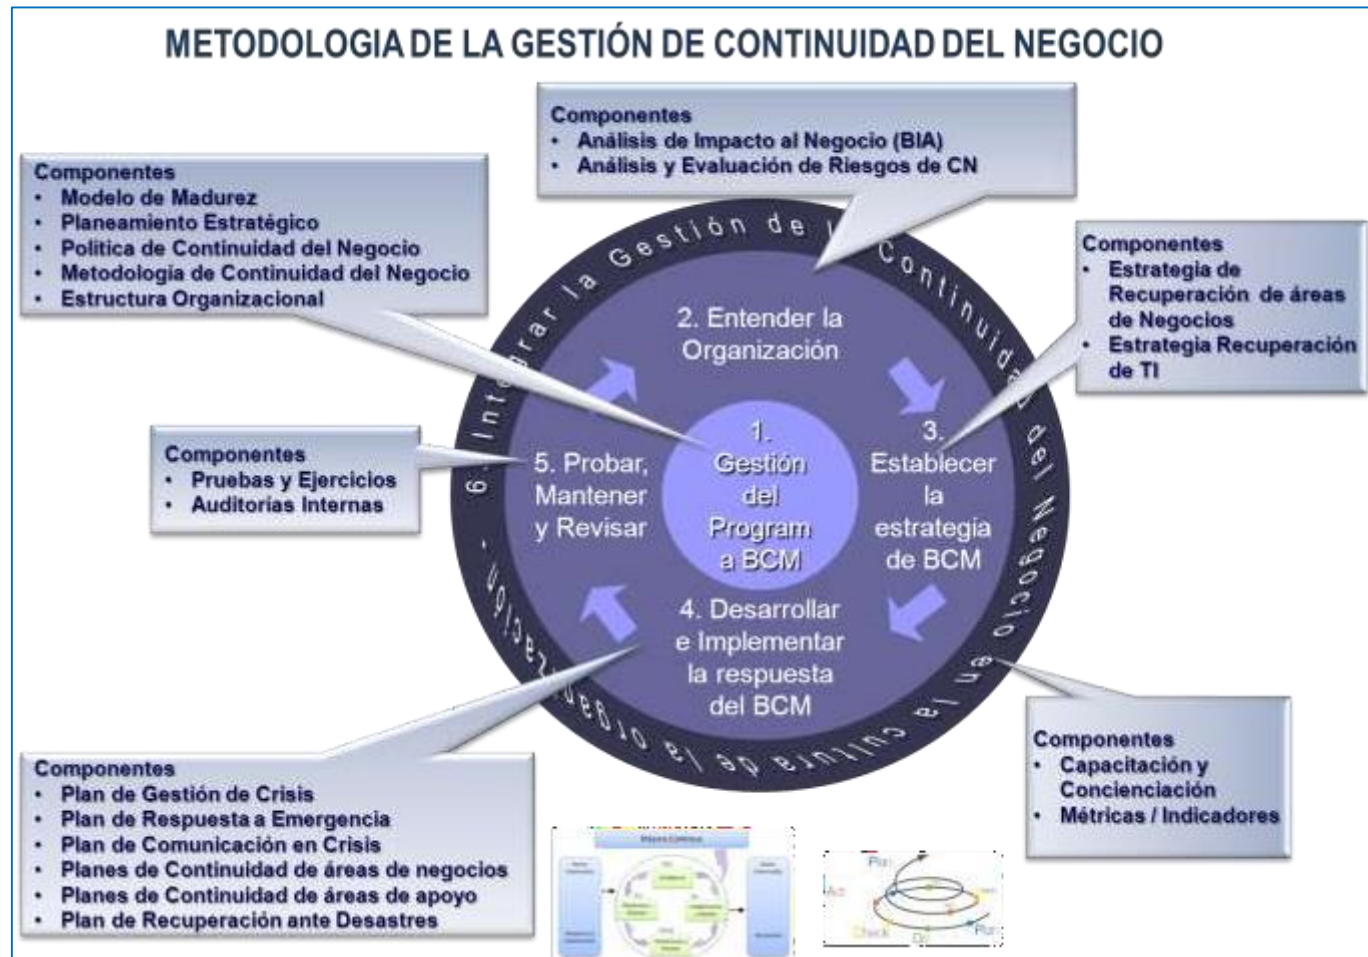 METODOLOGIA DE LA GESTIÓN DE CONTINUIDAD DEL NEGOCIO
Componentes
• Análisis de Impacto al Negocio (BIA)
• Análisis y Evaluación de Riesgos de CN
Componentes
• Modelo de Madurez
• Planeamiento Estratégico
• Política de Continuidad del Negocio
• Metodología de Continuidad del Negocio
• Estructura Organizacional
Componentes
• Estrategia de
Recuperación de áreas
de Negocios
• Estrategia Recuperación
de TI
Componentes
• Pruebas y Ejercicios
• Auditorías Internas
6. Integrar la Gestión de la Continuidad del Negocio en la cultura de la organización -
2. Entender la
Organización
1.
Gestión
del
Program
a BCM
3.
Establecer
la
estrategia
de BCM
5. Probar,
Mantener
y Revisar
4. Desarrollar
e Implementar
la respuesta
del BCM
Componentes
• Plan de Gestión de Crisis
• Plan de Respuesta a Emergencia
• Plan de Comunicación en Crisis
• Planes de Continuidad de áreas de negocios
• Planes de Continuidad de áreas de apoyo
• Plan de Recuperación ante Desastres
Componentes
• Capacitación y
Concienciación
• Métricas / Indicadores
Plan
Act
Check
Do